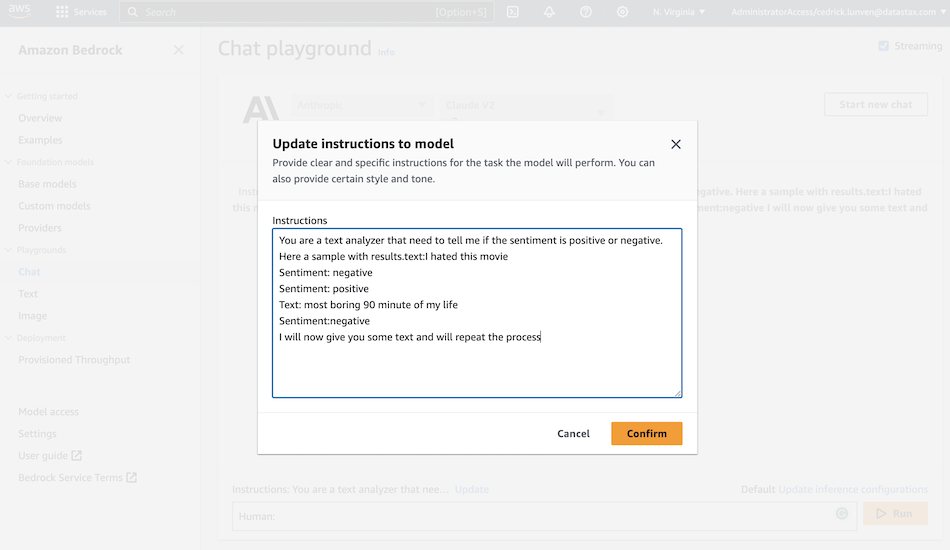 aws
Services
Search
[Option+S]
N. Virginia
AdministratorAccess/cedrick.lunven@datastax.com
Amazon Bedrock
Getting started
Overview
Examples
Foundation models
Base models
Custom models
Providers
Playgrounds
Chat
Text
Image
Deployment
Provisioned Throughput
Model access
Settings
User guide
Bedrock Service Terms
Chat playground Info
Streaming
Anthropic
Claude V2
Start new chat
egative. Here a sample with results.text:I hated
this m
ment:negative I will now give you some text and
Update instructions to model
Provide clear and specific instructions for the task the model will perform. You can
also provide certain style and tone.
Instructions
You are a text analyzer that need to tell me if the sentiment is positive or negative.
Here a sample with results.text:I hated this movie
Sentiment: negative
Sentiment: positive
Text: most boring 90 minute of my life
Sentiment:negative
I will now give you some text and will repeat the process
Cancel
Confirm
Instructions: You are a text analyzer that nee... Update
Default Update inference configurations
Human:
Run